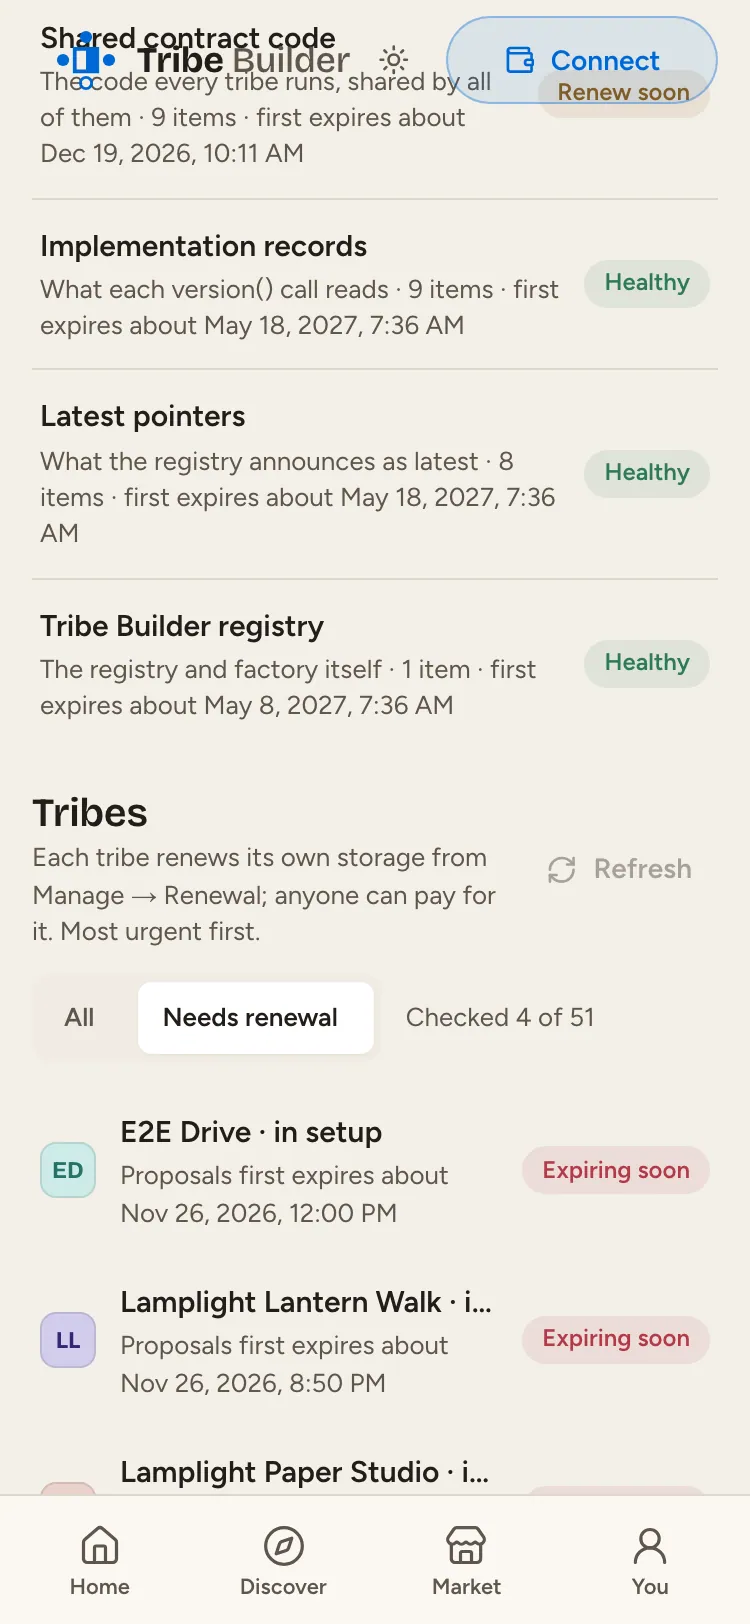 Shared contract code
Tribe Builder
Connect
The code every tribe runs, shared by all
of them · 9 items · first expires about
Dec 19, 2026, 10:11 AM
Renew soon
Implementation records
What each version() call reads · 9 items · first
expires about May 18, 2027, 7:36 AM
Healthy
Latest pointers
What the registry announces as latest · 8
items · first expires about May 18, 2027, 7:36
AM
Healthy
Tribe Builder registry
The registry and factory itself · 1 item · first
expires about May 8, 2027, 7:36 AM
Healthy
Tribes
Each tribe renews its own storage from
Manage → Renewal; anyone can pay for
it. Most urgent first.
Refresh
All
Needs renewal
Checked 4 of 51
ED
E2E Drive · in setup
Proposals first expires about
Nov 26, 2026, 12:00 PM
Expiring soon
LL
Lamplight Lantern Walk · i...
Proposals first expires about
Nov 26, 2026, 8:50 PM
Expiring soon
Lamplight Paper Studio · i...
Home
Discover
Market
You